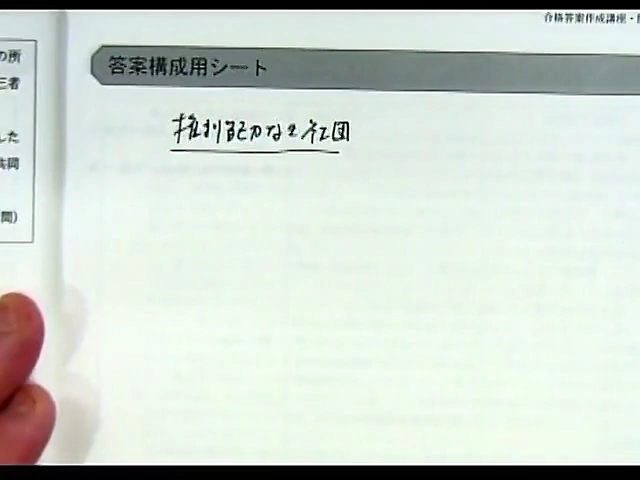 合格答案作成講座・
の所
三者
した
共同
間)
答案構成用シート
権利能力なき社団